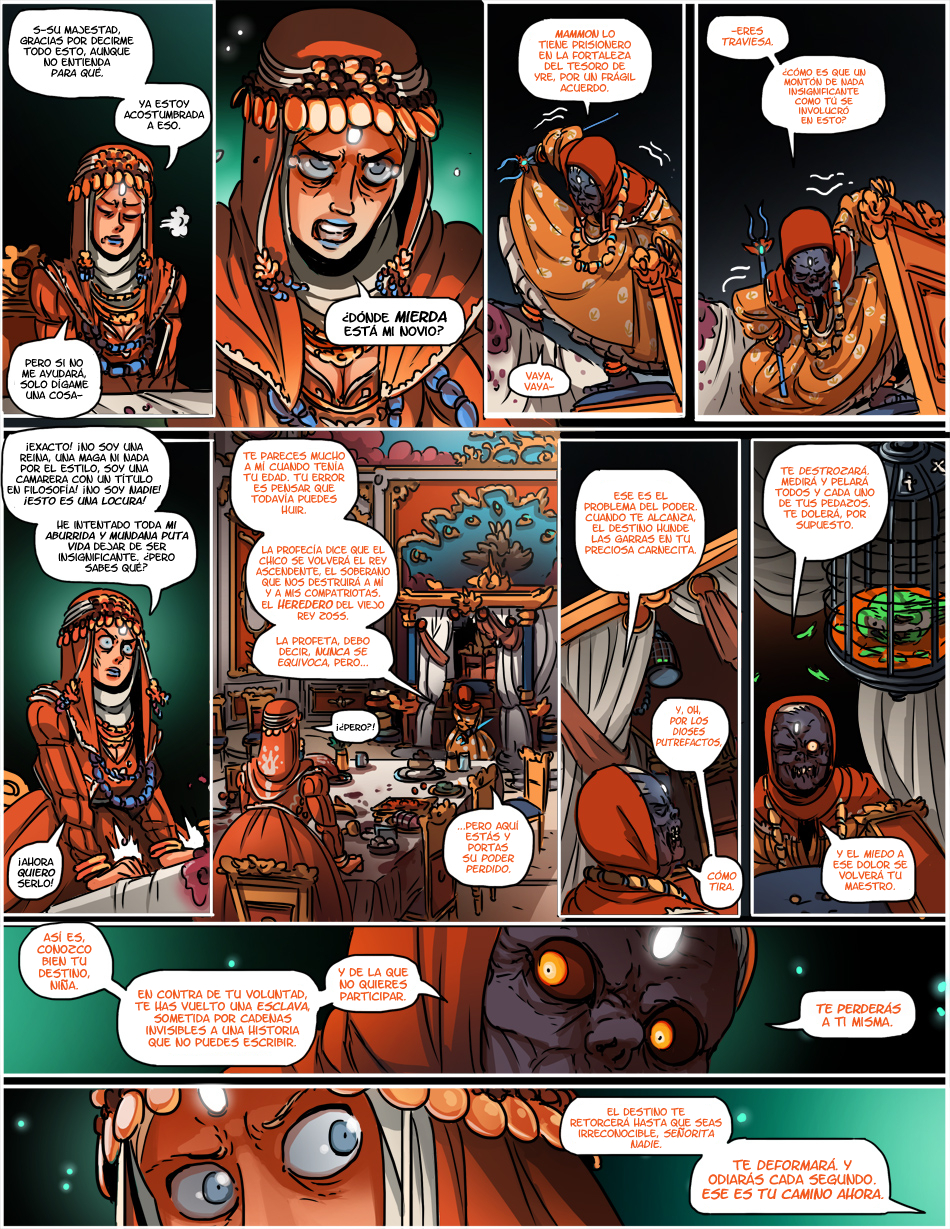 S-SU MAJESTAD,
GRACIAS POR DECIRME
TODO ESTO, AUNQUE
NO ENTIENDA
PARA QUÉ.
YA ESTOY
ACOSTUMBRADA
A ESO.
PERO SI NO
ME AYUDARÁ,
SOLO DÍGAME
UNA COSA-
¿DÓNDE MIERDA
ESTÁ MI NOVIO?
MAMMON LO
TIENE PRISIONERO
EN LA FORTALEZA
DEL TESORO DE
YRE, POR UN FRÁGIL
ACUERDO.
VAYA,
VAYA-
-ERES
TRAVIESA.
¿CÓMO ES QUE UN
MONTÓN DE NADA
INSIGNIFICANTE
COMO TÚ SE
INVOLUCRÓ
EN ESTO?
¡EXACTO! ¡NO SOY UNA
REINA, UNA MAGA NI NADA
POR EL ESTILO, SOY UNA
CAMARERA CON UN TÍTULO
EN FILOSOFÍA! ¡NO SOY NADIE!
¡ESTO ES UNA LOCURA!
HE INTENTADO TODA MI
ABURRIDA Y MUNDANA PUTA
VIDA DEJAR DE SER
INSIGNIFICANTE. ¿PERO
SABES QUÉ?
¡AHORA
QUIERO
SERLO!
TE PARECES MUCHO
A MÍ CUANDO TENÍA
TU EDAD. TU ERROR
ES PENSAR QUE
TODAVÍA PUEDES
HUIR.
LA PROFECÍA DICE QUE EL
CHICO SE VOLVERÁ EL REY
ASCENDENTE, EL SOBERANO
QUE NOS DESTRUIRÁ A MÍ
Y A MIS COMPATRIOTAS.
EL HEREDERO DEL VIEJO
REY ZOSS.
LA PROFETA, DEBO
DECIR, NUNCA SE
EQUIVOCA, PERO...
¡¿PERO?!
...PERO AQUÍ
ESTÁS Y
PORTAS
SU PODER
PERDIDO.
ESE ES EL
PROBLEMA DEL PODER.
CUANDO TE ALCANZA,
EL DESTINO HUNDE
LAS GARRAS EN TU
PRECIOSA CARNECITA.
Y, OH,
POR LOS
DIOSES
PUTREFACTOS,
CÓMO
TIRA.
TE DESTROZARÁ.
MEDIRÁ Y PELARÁ
TODOS Y CADA UNO
DE TUS PEDAZOS.
TE DOLERÁ, POR
SUPUESTO.
Y EL MIEDO A
ESE DOLOR SE
VOLVERÁ TU
MAESTRO.
ASÍ ES,
CONOZCO
BIEN TU
DESTINO,
NIÑA.
EN CONTRA DE TU VOLUNTAD,
TE HAS VUELTO UNA ESCLAVA,
SOMETIDA POR CADENAS
INVISIBLES A UNA HISTORIA
QUE NO PUEDES ESCRIBIR.
Y DE LA QUE
NO QUIERES
PARTICIPAR.
TE PERDERÁS
A TI MISMA.
EL DESTINO TE
RETORCERÁ HASTA QUE SEAS
IRRECONOCIBLE, SEÑORITA
NADIE.
TE DEFORMARÁ. Y
ODIARÁS CADA SEGUNDO.
ESE ES TU CAMINO AHORA.